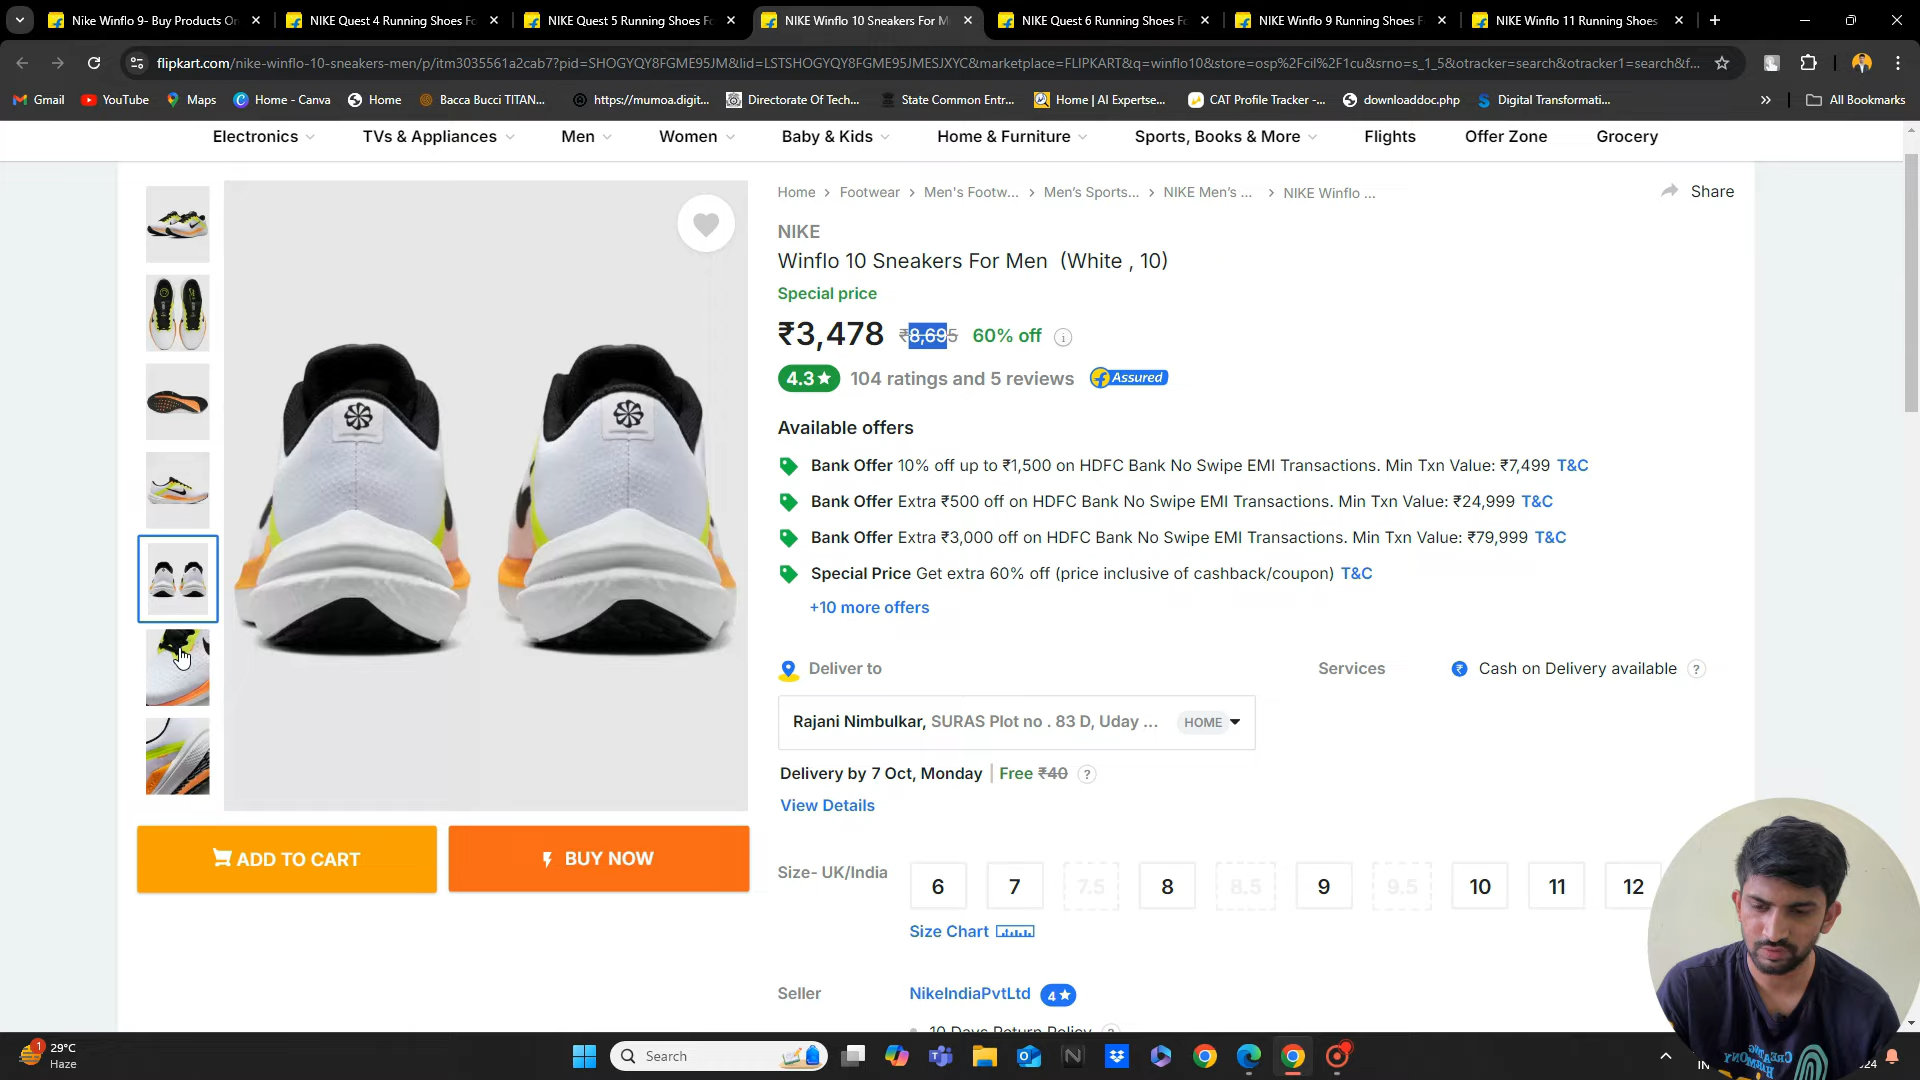 Nike Winflo 9- Buy Products On
NIKE Quest 4 Running Shoes Fo
NIKE Quest 5 Running Shoes Fo
NIKE Winflo 10 Sneakers For M
NIKE Quest 6 Running Shoes Fo
NIKE Winflo 9 Running Shoes F
NIKE Winflo 11 Running Shoes
flipkart.com/nike-winflo-10-sneakers-men/p/itm3035561a2cab7?pid=SHOGYQY8FGME95JM&lid=LSTSHOGYQY8FGME95JMESJXYC&marketplace=FLIPKART&q=winflo10&store=osp%2Fcil%2F1cu&srno=s_1_5&otracker=search&otracker1=search&f...
Gmail
YouTube
Maps
Home - Canva
Home
Bacca Bucci TITAN...
https://mumoa.digit...
Directorate Of Tech...
State Common Entr...
Home | AI Expertse...
CAT Profile Tracker -...
downloaddoc.php
Digital Transformati...
All Bookmarks
Electronics
TVs & Appliances
Men
Women
Baby & Kids
Home & Furniture
Sports, Books & More
Flights
Offer Zone
Grocery
Home > Footwear > Men's Footw... > Men's Sports... > NIKE Men's ... > NIKE Winflo ...
Share
NIKE
Winflo 10 Sneakers For Men (White , 10)
Special price
₹3,478 ₹8,695 60% off
4.3★ 104 ratings and 5 reviews Assured
Available offers
Bank Offer 10% off up to ₹1,500 on HDFC Bank No Swipe EMI Transactions. Min Txn Value: ₹7,499 T&C
Bank Offer Extra ₹500 off on HDFC Bank No Swipe EMI Transactions. Min Txn Value: ₹24,999 T&C
Bank Offer Extra ₹3,000 off on HDFC Bank No Swipe EMI Transactions. Min Txn Value: ₹79,999 T&C
Special Price Get extra 60% off (price inclusive of cashback/coupon) T&C
+10 more offers
Deliver to
Services
₹ Cash on Delivery available ?
Rajani Nimbulkar, SURAS Plot no . 83 D, Uday ... HOME
Delivery by 7 Oct, Monday | Free ₹40 ?
View Details
ADD TO CART
BUY NOW
Size- UK/India
6 7 7.5 8 8.5 9 9.5 10 11 12
Size Chart
Seller
NikeIndiaPvtLtd 4★
10 Days Return Policy ?
CREATING
HARMONY
1
29°C
Haze
Search
IN
24